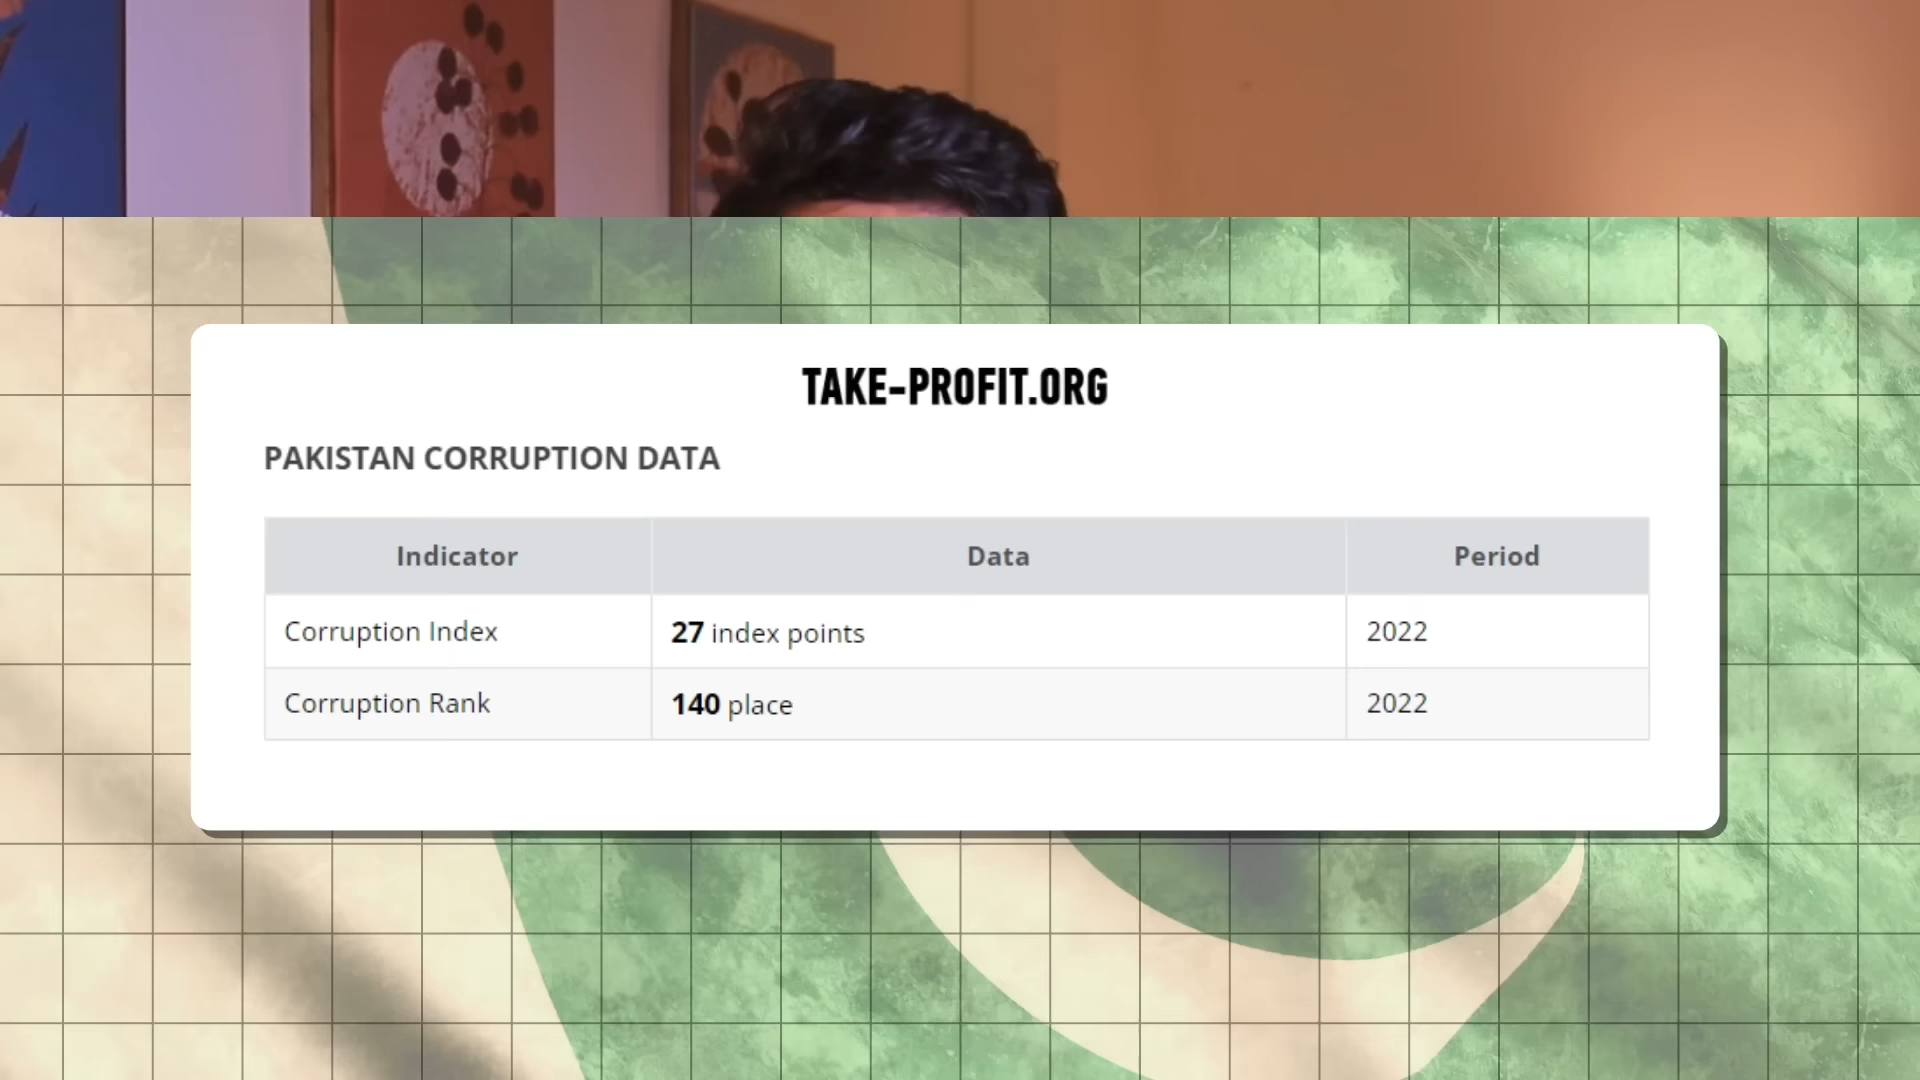 TAKE-PROFIT.ORG
PAKISTAN CORRUPTION DATA
Indicator Data Period
Corruption Index 27 index points 2022
Corruption Rank 140 place 2022